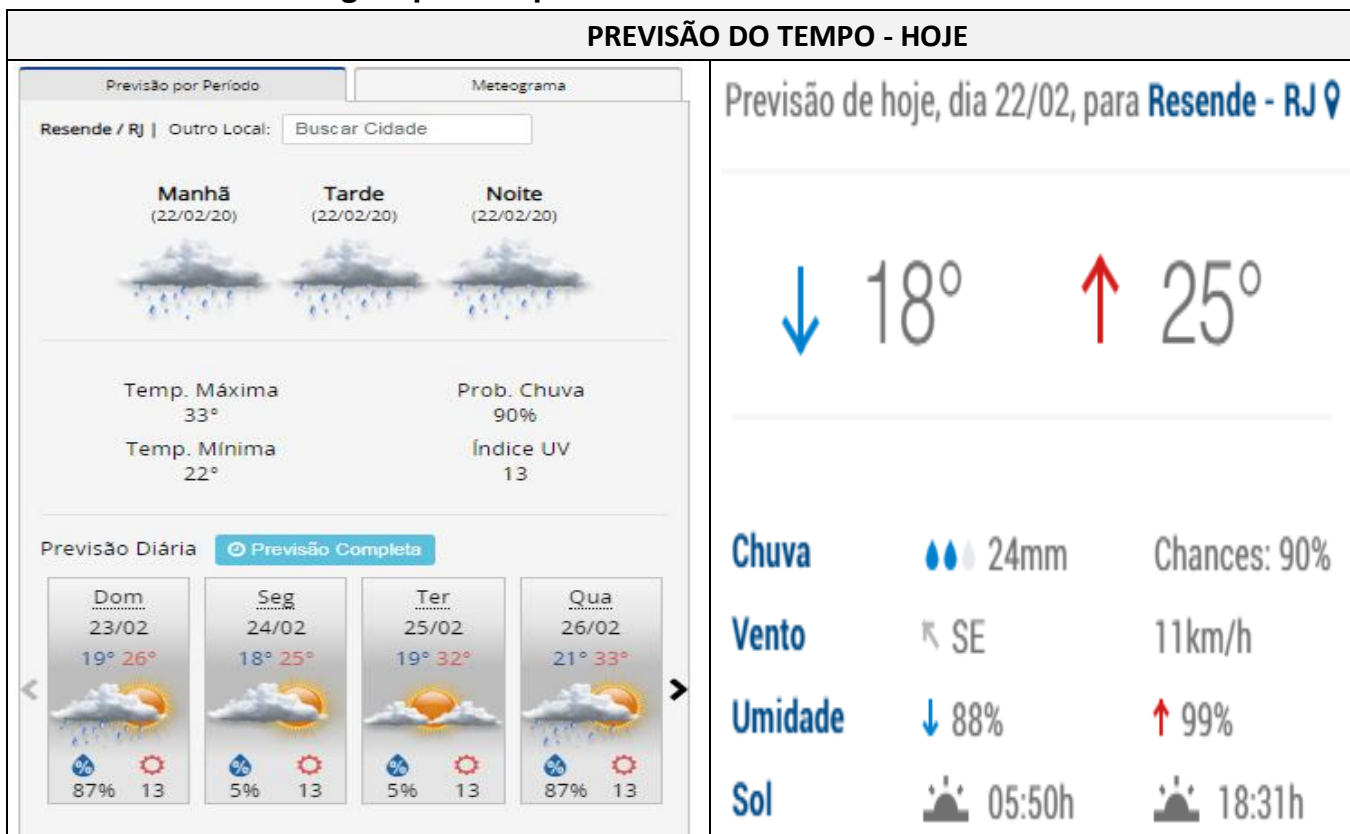 PREVISÃO DO TEMPO - HOJE
Previsão por Período
Meteograma
Resende / RJ | Outro Local: Buscar Cidade
Manhã Tarde Noite
(22/02/20) (22/02/20) (22/02/20)
Temp. Máxima Prob. Chuva
33° 90%
Temp. Mínima Índice UV
22° 13
Previsão Diária Previsão Completa
Dom Seg Ter Qua
23/02 24/02 25/02 26/02
19° 26° 18° 25° 19° 32° 21° 33°
% % % %
87% 13 5% 13 5% 13 87% 13
Previsão de hoje, dia 22/02, para Resende - RJ
18° 25°
Chuva 24mm Chances: 90%
Vento SE 11km/h
Umidade 88% 99%
Sol 05:50h 18:31h